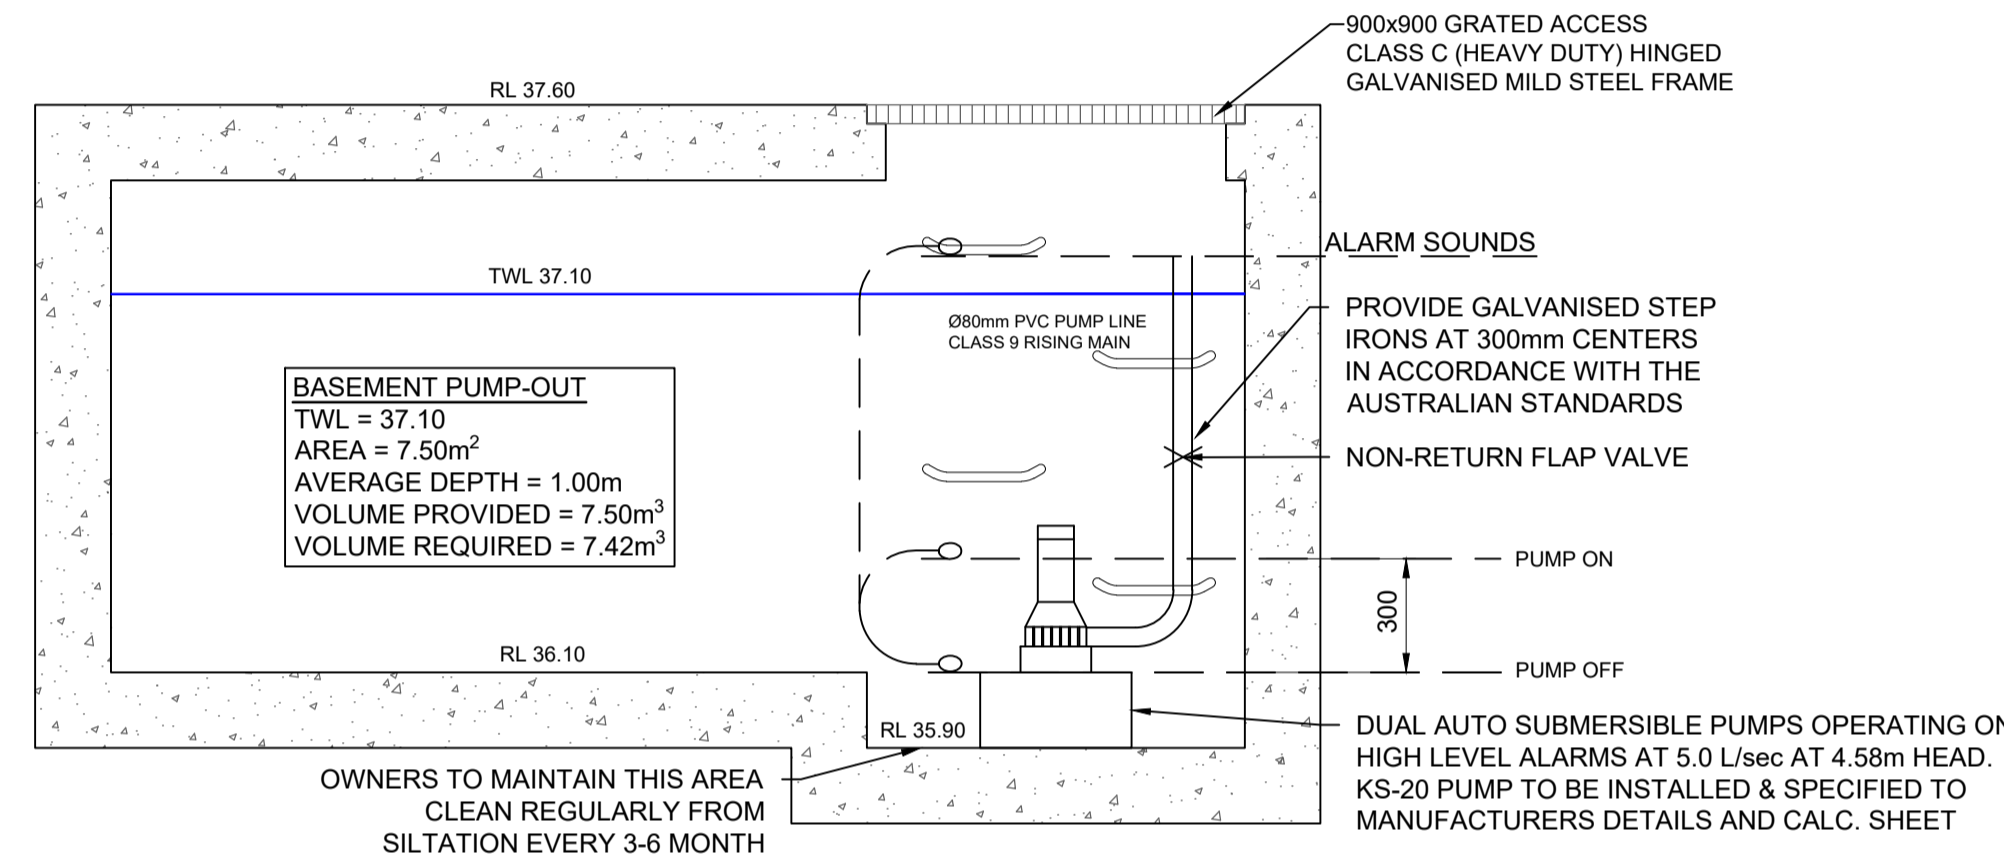 900x900 GRATED ACCESS
CLASS C (HEAVY DUTY) HINGED
GALVANISED MILD STEEL FRAME
RL 37.60
ALARM SOUNDS
TWL 37.10
PROVIDE GALVANISED STEP
IRONS AT 300mm CENTERS
IN ACCORDANCE WITH THE
AUSTRALIAN STANDARDS
Ø80mm PVC PUMP LINE
CLASS 9 RISING MAIN
BASEMENT PUMP-OUT
TWL = 37.10
AREA = 7.50m²
AVERAGE DEPTH = 1.00m
VOLUME PROVIDED = 7.50m³
VOLUME REQUIRED = 7.42m³
NON-RETURN FLAP VALVE
PUMP ON
300
RL 36.10
PUMP OFF
RL 35.90
DUAL AUTO SUBMERSIBLE PUMPS OPERATING ON
HIGH LEVEL ALARMS AT 5.0 L/sec AT 4.58m HEAD.
KS-20 PUMP TO BE INSTALLED & SPECIFIED TO
MANUFACTURERS DETAILS AND CALC. SHEET
OWNERS TO MAINTAIN THIS AREA
CLEAN REGULARLY FROM
SILTATION EVERY 3-6 MONTH